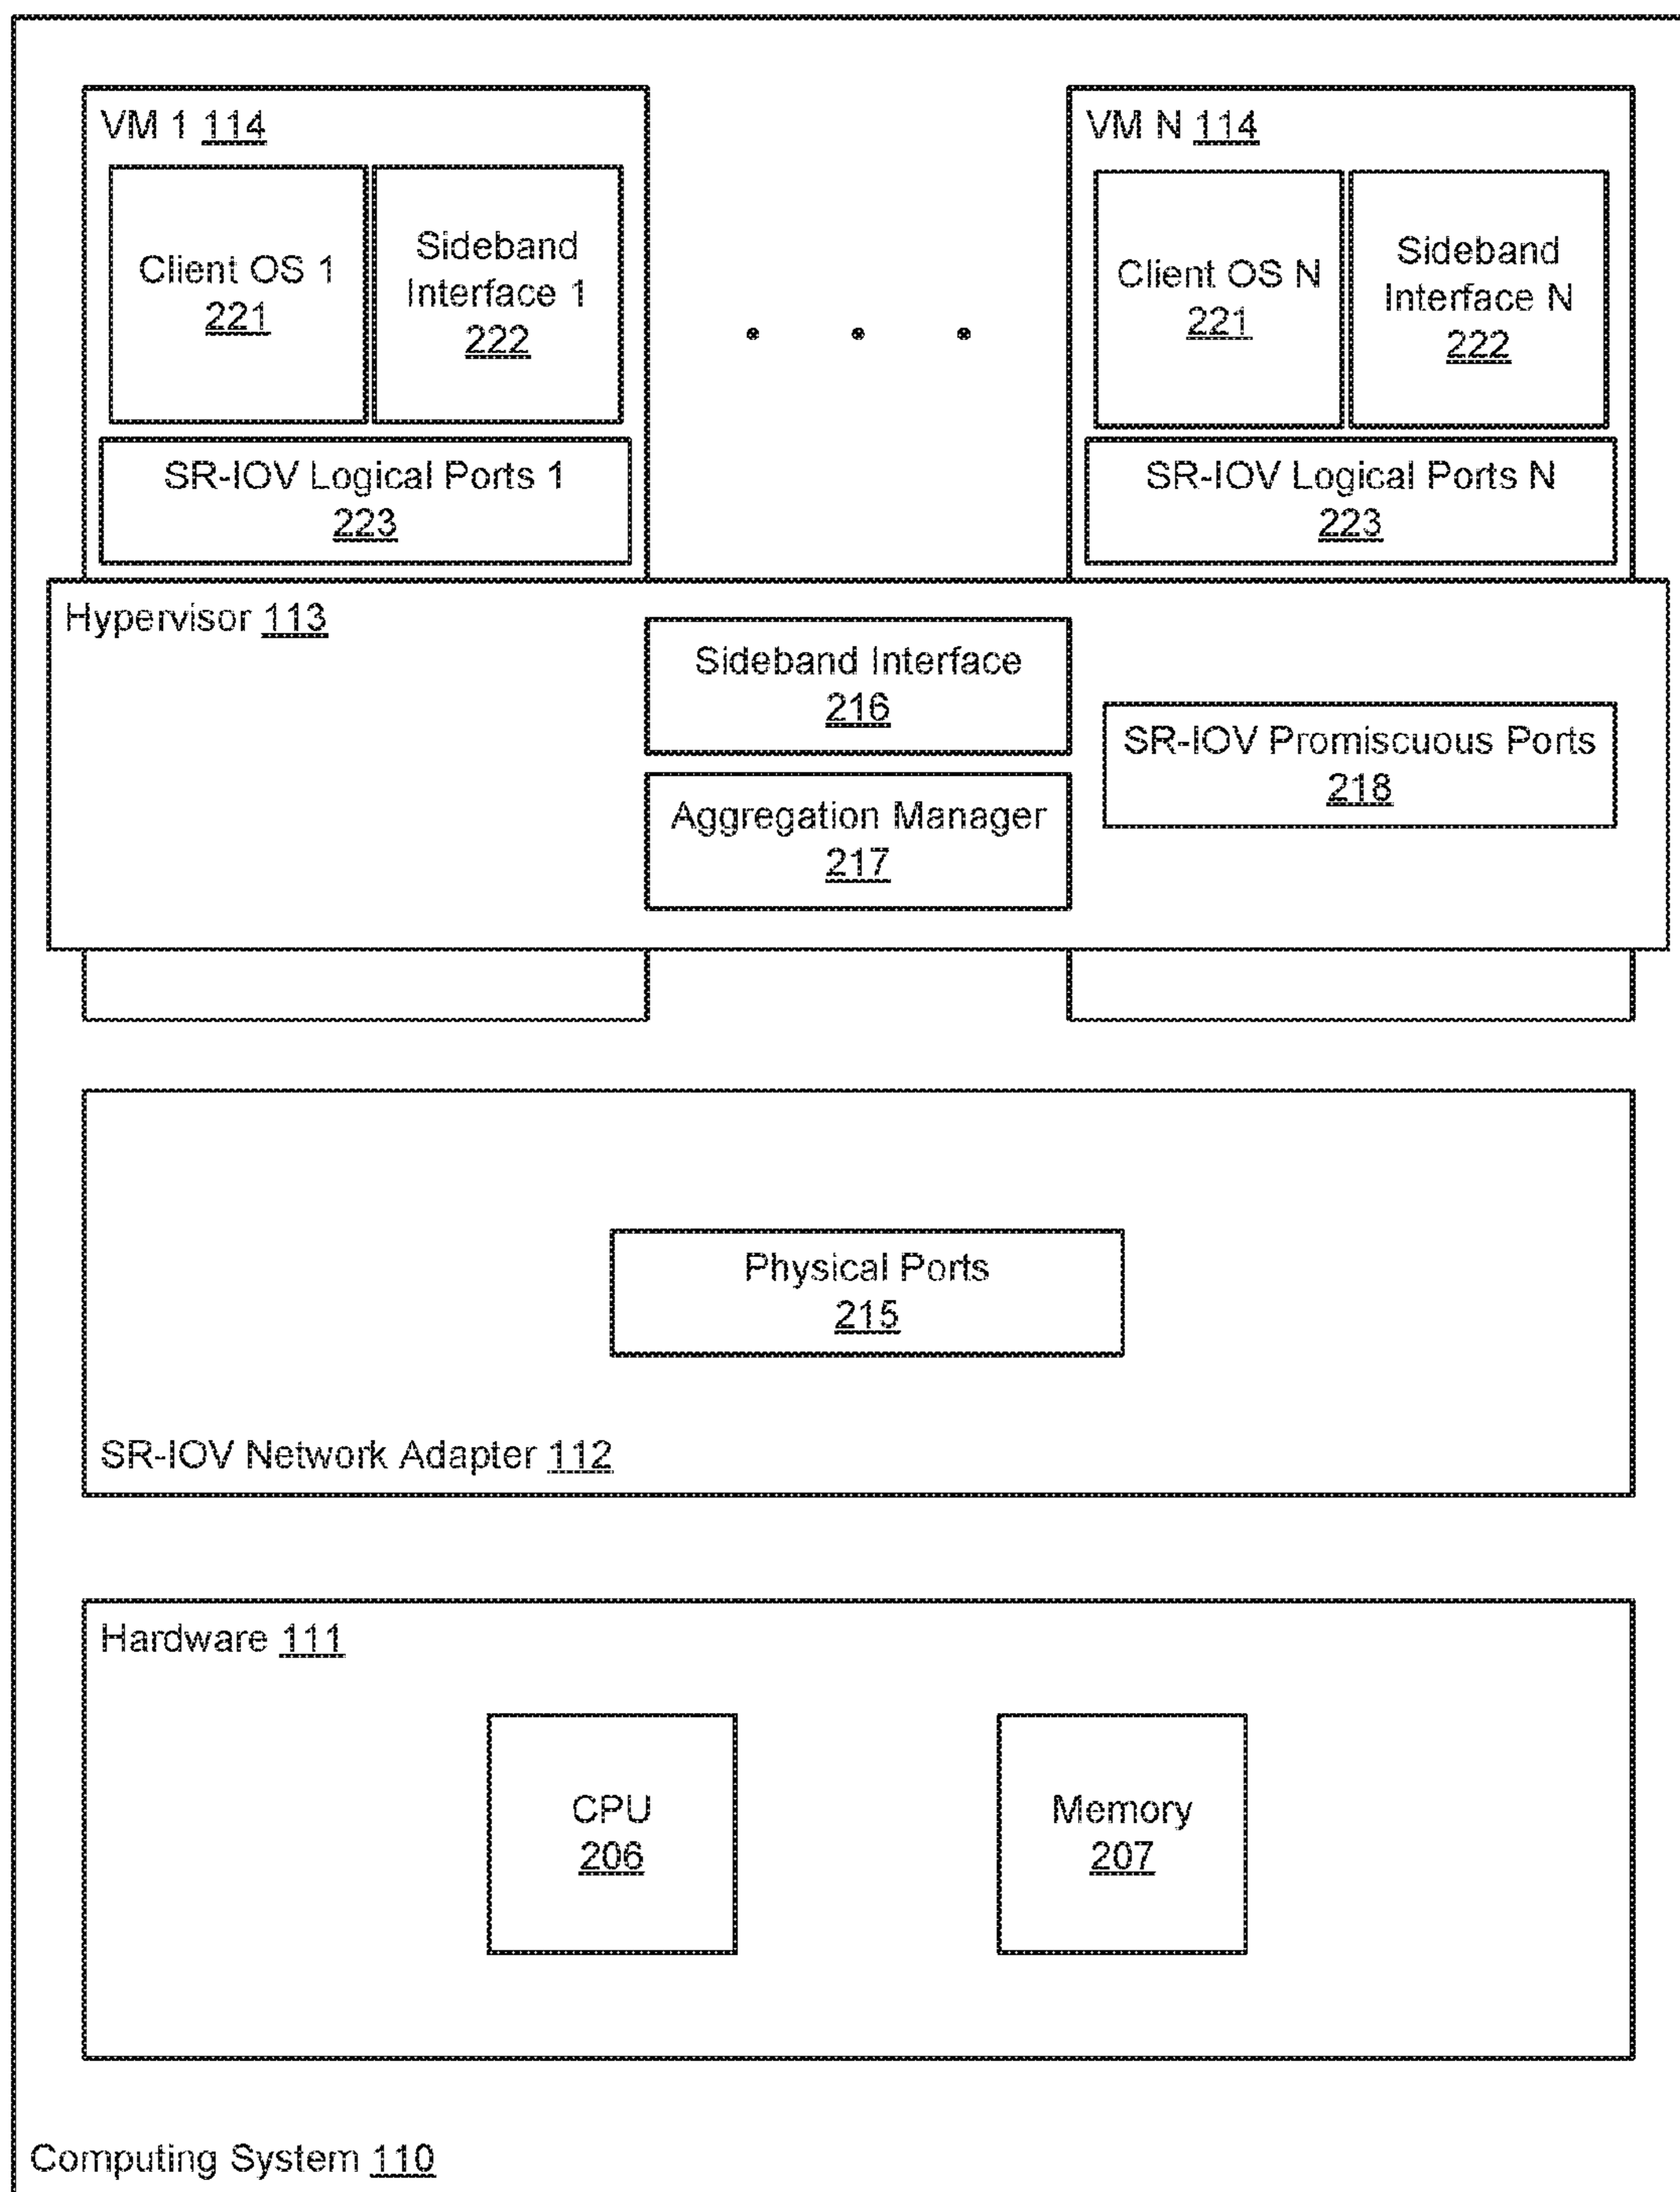 VM 1 114
Client OS 1
221
Sideband
Interface 1
222
SR-IOV Logical Ports 1
223
VM N 114
Client OS N
221
Sideband
Interface N
222
SR-IOV Logical Ports N
223
Hypervisor 113
Sideband Interface
216
Aggregation Manager
217
SR-IOV Promiscuous Ports
218
Physical Ports
215
SR-IOV Network Adapter 112
Hardware 111
CPU
206
Memory
207
Computing System 110